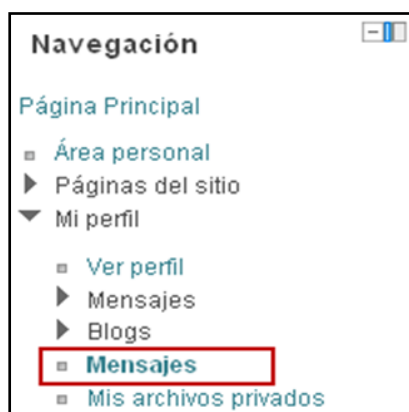 Navegación
Página Principal
Área personal
Páginas del sitio
Mi perfil
Ver perfil
Mensajes
Blogs
Mensajes
Mis archivos privados